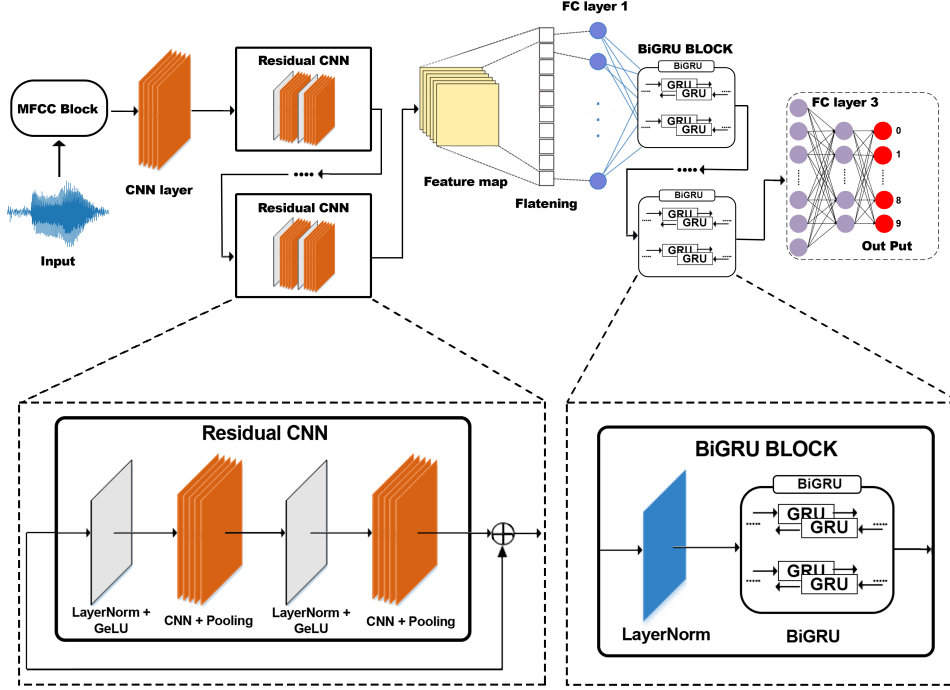 FC layer 1
Residual CNN
BiGRU BLOCK
BiGRU
GRU
GRU
GRU
GRU
MFCC Block
CNN layer
Feature map
Flatening
Input
Residual CNN
BiGRU
GRU
GRU
GRU
GRU
FC layer 3
0
1
8
9
Out Put
Residual CNN
LayerNorm +
GeLU
CNN + Pooling
LayerNorm +
GeLU
CNN + Pooling
BiGRU BLOCK
BiGRU
GRU
GRU
GRU
GRU
LayerNorm
BiGRU